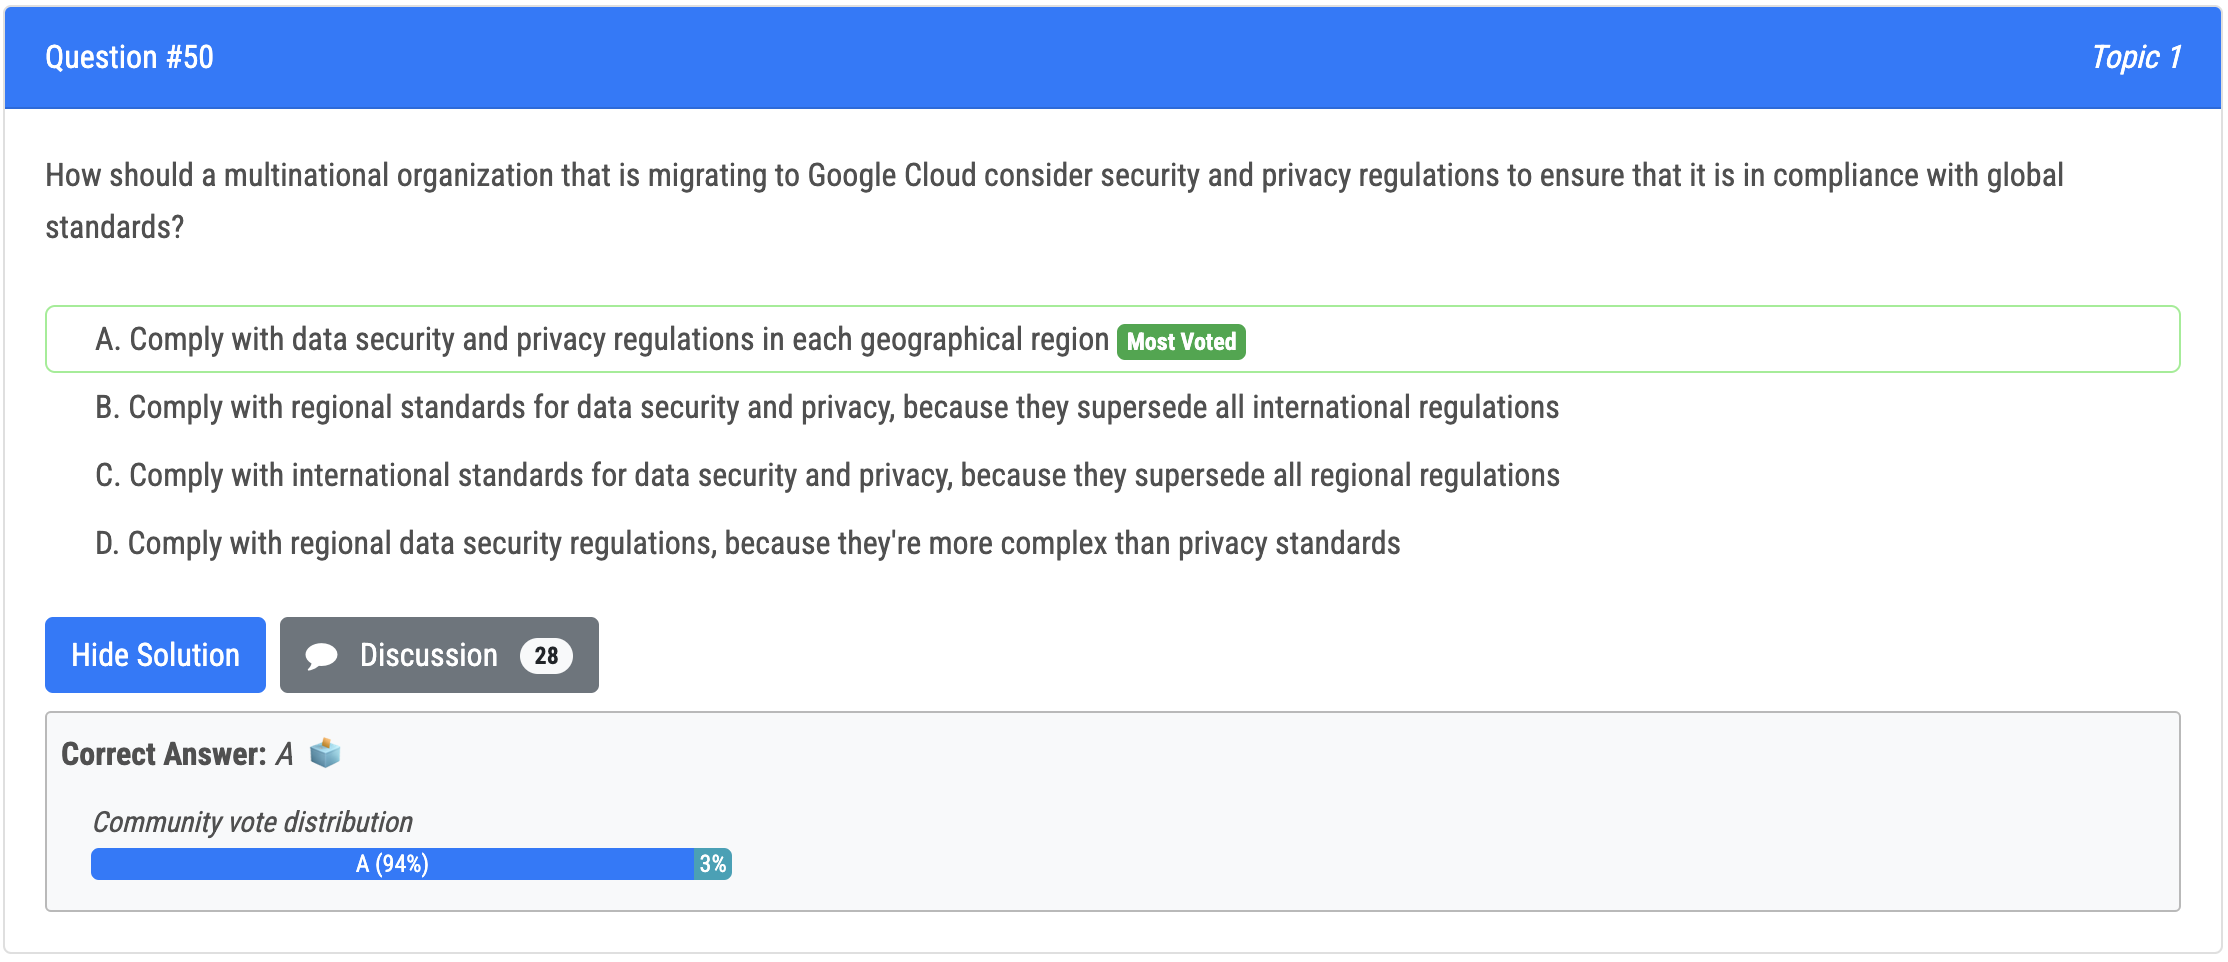 Question #50
Topic 1
How should a multinational organization that is migrating to Google Cloud consider security and privacy regulations to ensure that it is in compliance with global
standards?
A. Comply with data security and privacy regulations in each geographical region Most Voted
B. Comply with regional standards for data security and privacy, because they supersede all international regulations
C. Comply with international standards for data security and privacy, because they supersede all regional regulations
D. Comply with regional data security regulations, because they're more complex than privacy standards
Hide Solution
Discussion 28
Correct Answer: A
Community vote distribution
A (94%) 3%